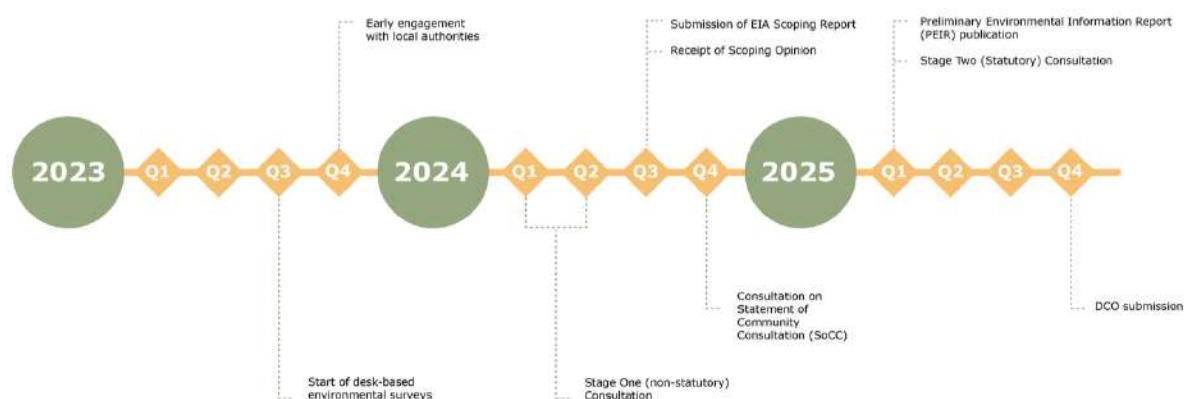 Early engagement
with local authorities
Submission of EIA Scoping Report
Receipt of Scoping Opinion
Preliminary Environmental Information Report
(PEIR) publication
Stage Two (Statutory) Consultation
2023
Q1
Q2
Q3
Q4
2024
Q1
Q2
Q3
Q4
2025
Q1
Q2
Q3
Q4
Consultation on
Statement of
Community
Consultation (SoCC)
DCO submission
Start of desk-based
environmental surveys
Stage One (non-statutory)
Consultation